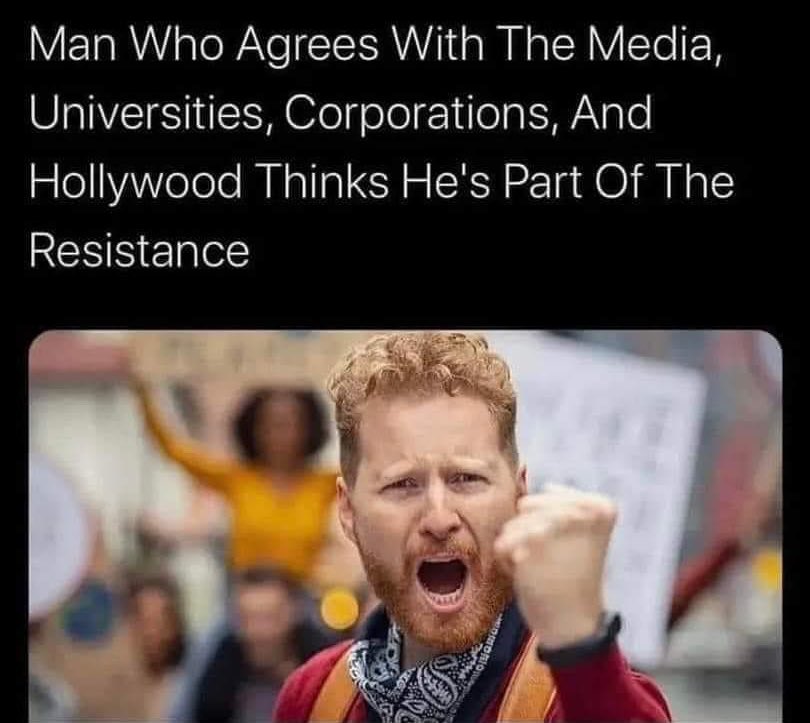 Man Who Agrees With The Media,
Universities, Corporations, And
Hollywood Thinks He's Part Of The
Resistance